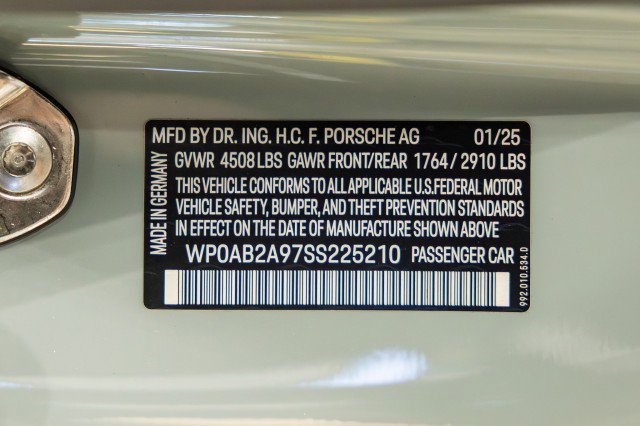 MFD BY DR. ING. H.C. F. PORSCHE AG 01/25
GVWR 4508 LBS GAWR FRONT/REAR 1764 / 2910 LBS
THIS VEHICLE CONFORMS TO ALL APPLICABLE U.S. FEDERAL MOTOR
VEHICLE SAFETY, BUMPER, AND THEFT PREVENTION STANDARDS
IN EFFECT ON THE DATE OF MANUFACTURE SHOWN ABOVE
WP0AB2A97SS225210 PASSENGER CAR
MADE IN GERMANY
992.010.534.0